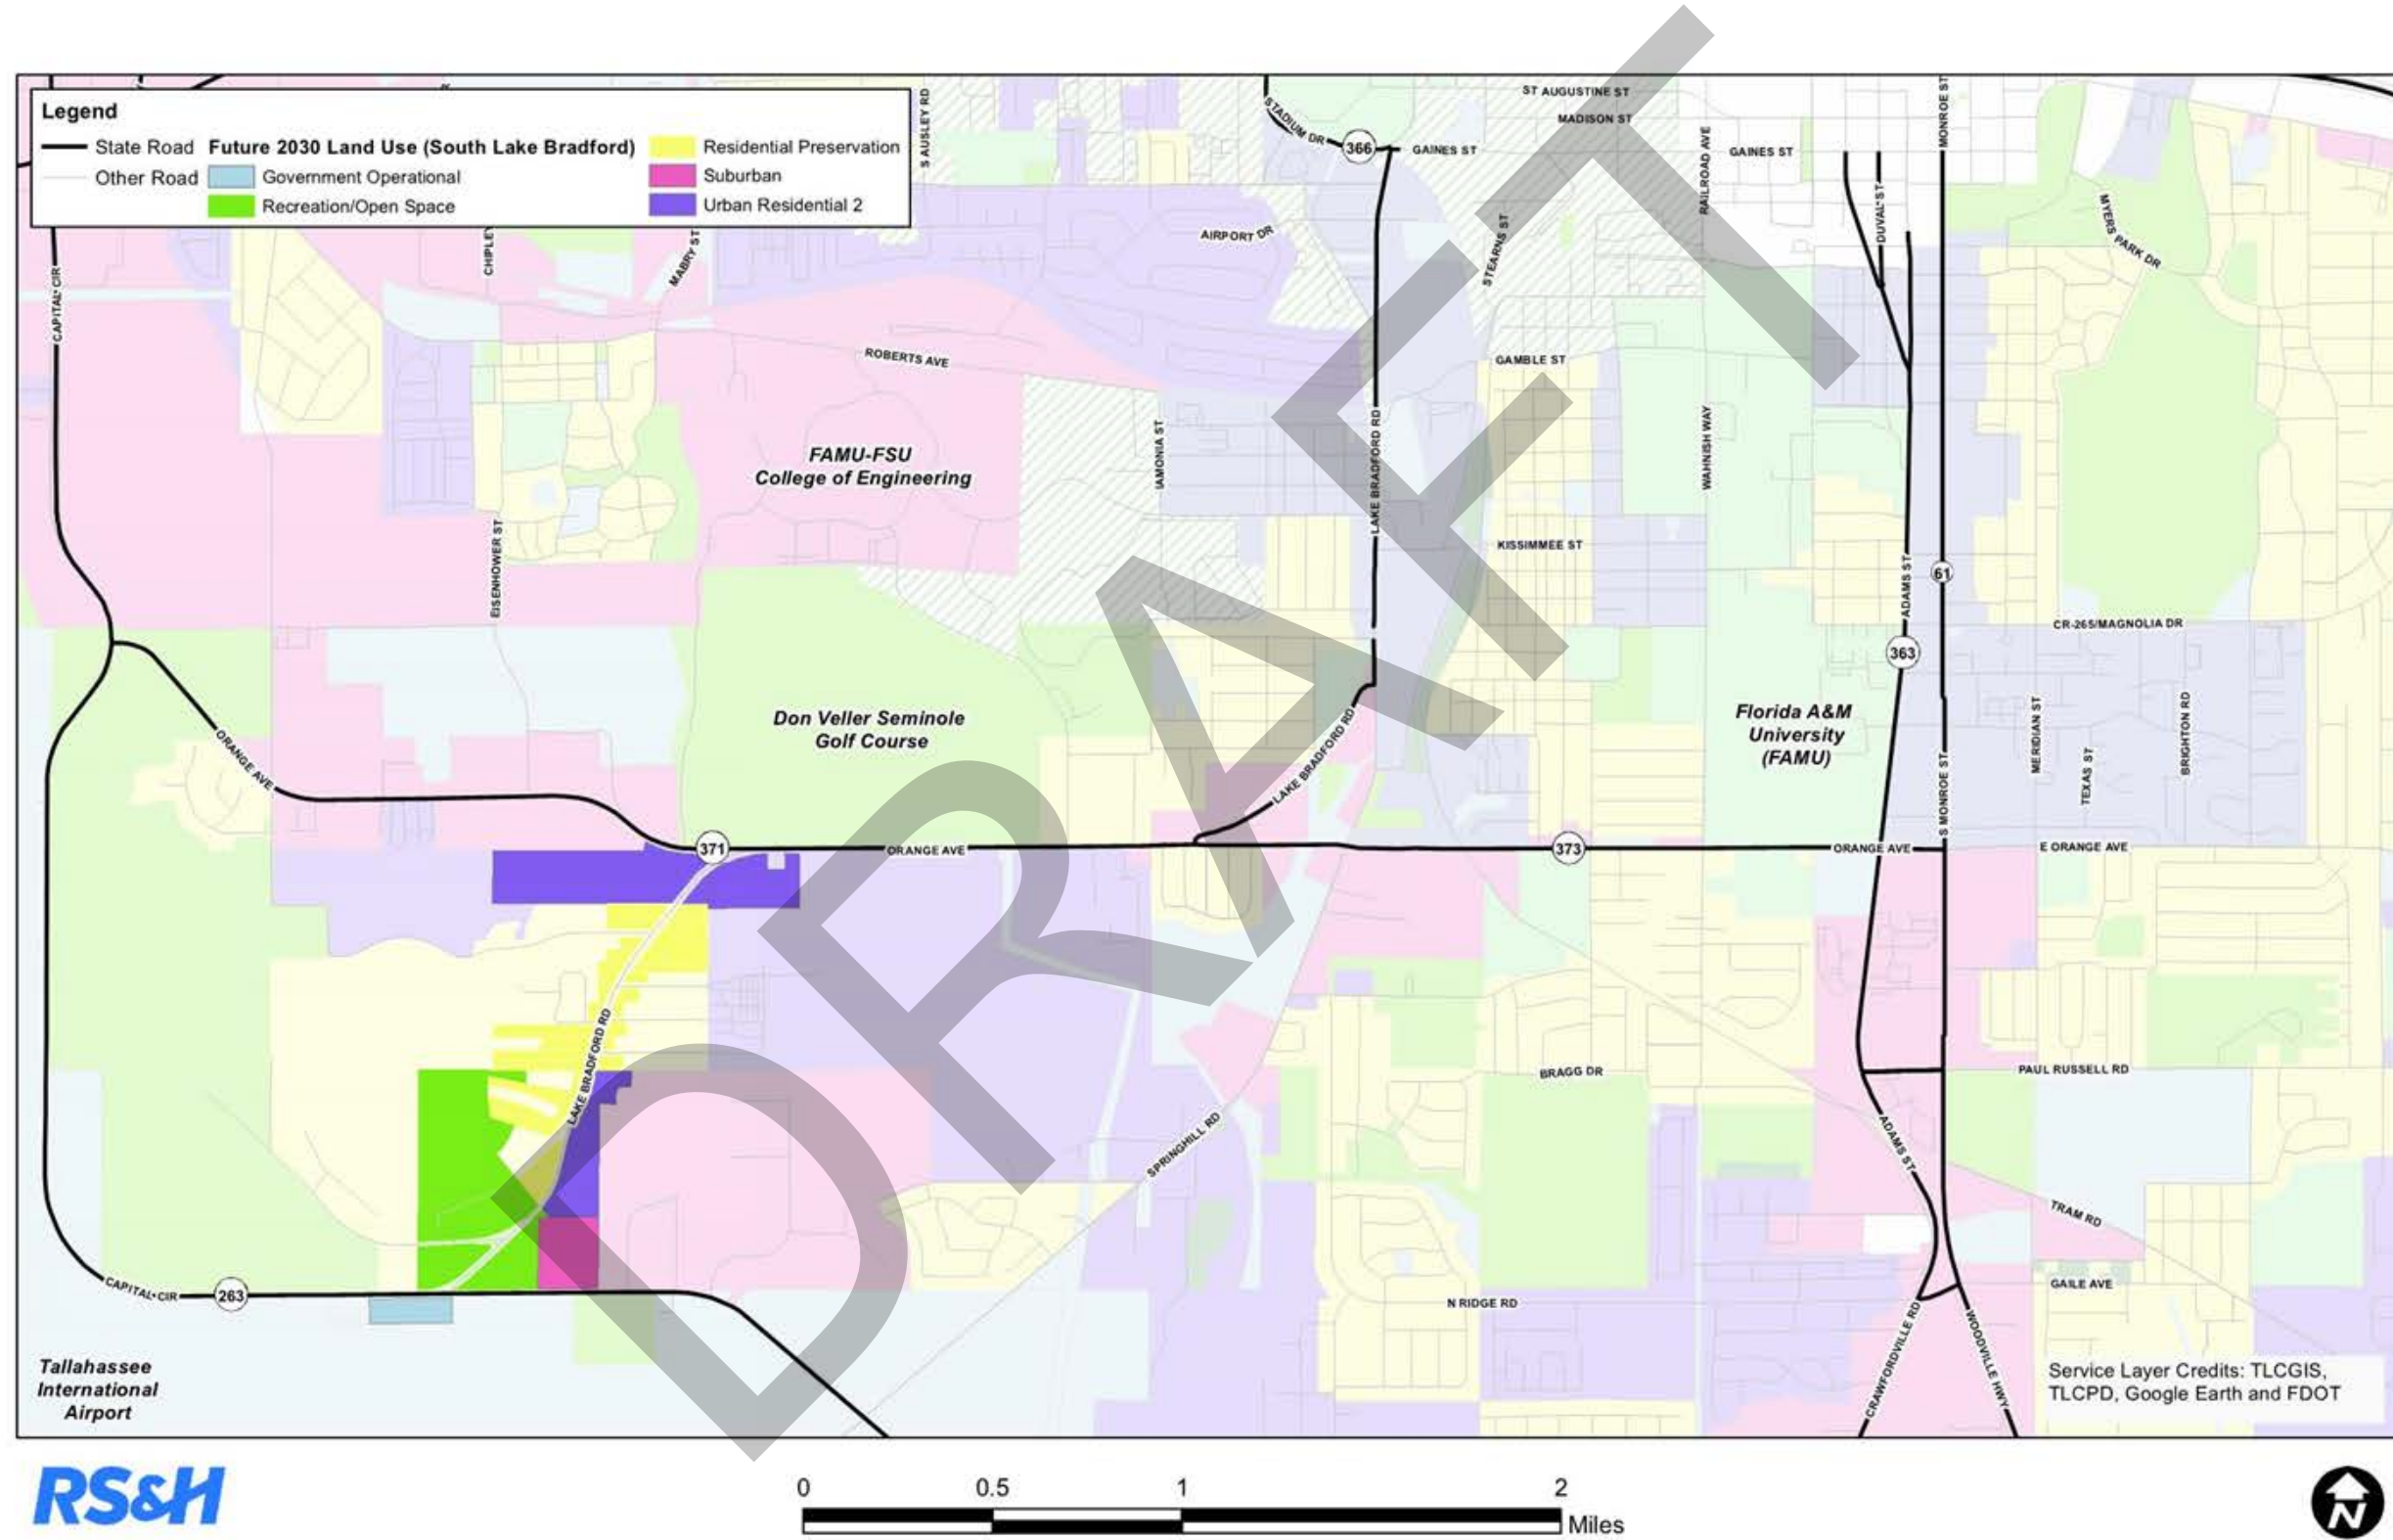 Legend
State Road
Other Road
Future 2030 Land Use (South Lake Bradford)
Government Operational
Recreation/Open Space
Residential Preservation
Suburban
Urban Residential 2
S AUSLEY RD
STADIUM DR
366
GAINES ST
ST AUGUSTINE ST
MADISON ST
RAILROAD AVE
GAINES ST
DUVAL ST
MONROE ST
MYERS PARK DR
CAPITAL CIR
CHIPLEY
MABRY ST
AIRPORT DR
STEARNS ST
ROBERTS AVE
GAMBLE ST
FAMU-FSU
College of Engineering
IAMONIA ST
LAKE BRADFORD RD
WAHNISH WAY
EISENHOWER ST
KISSIMMEE ST
ADAMS ST
61
CR-265/MAGNOLIA DR
363
ORANGE AVE
Don Veller Seminole
Golf Course
LAKE BRADFORD RD
Florida A&M
University
(FAMU)
S MONROE ST
MERIDIAN ST
TEXAS ST
BRIGHTON RD
371
ORANGE AVE
373
ORANGE AVE
E ORANGE AVE
LAKE BRADFORD RD
BRAGG DR
PAUL RUSSELL RD
SPRINGHILL RD
ADAMS ST
TRAM RD
CAPITAL CIR
263
N RIDGE RD
GAILE AVE
CRAWFORDVILLE RD
WOODVILLE HWY
Tallahassee
International
Airport
Service Layer Credits: TLCGIS,
TLCPD, Google Earth and FDOT
DRAFT
RS&H
0 0.5 1 2
Miles
N